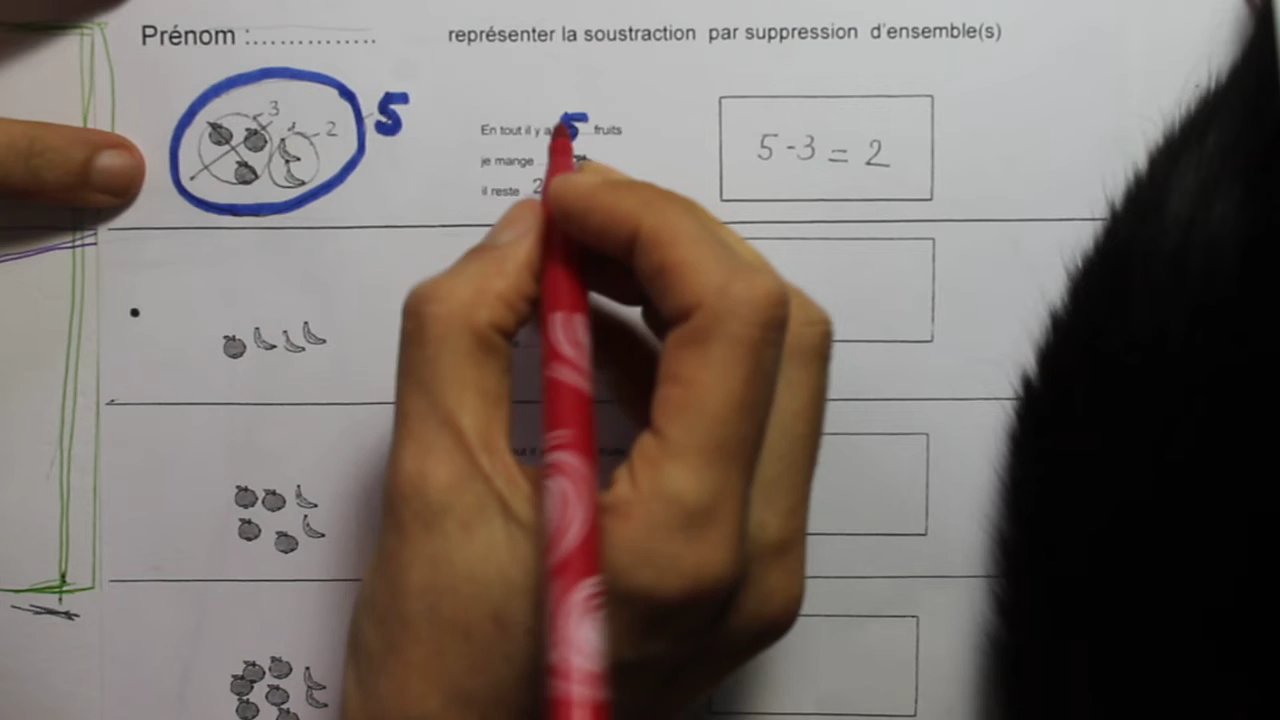 Prénom :.............. représenter la soustraction par suppression d'ensemble(s)
3
2
5
En tout il y a 5 ....fruits
je mange
il reste 2
5 - 3 = 2